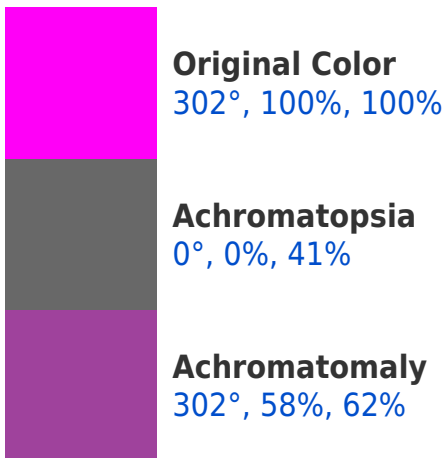 Original Color
302°, 100%, 100%
Achromatopsia
0°, 0%, 41%
Achromatomaly
302°, 58%, 62%